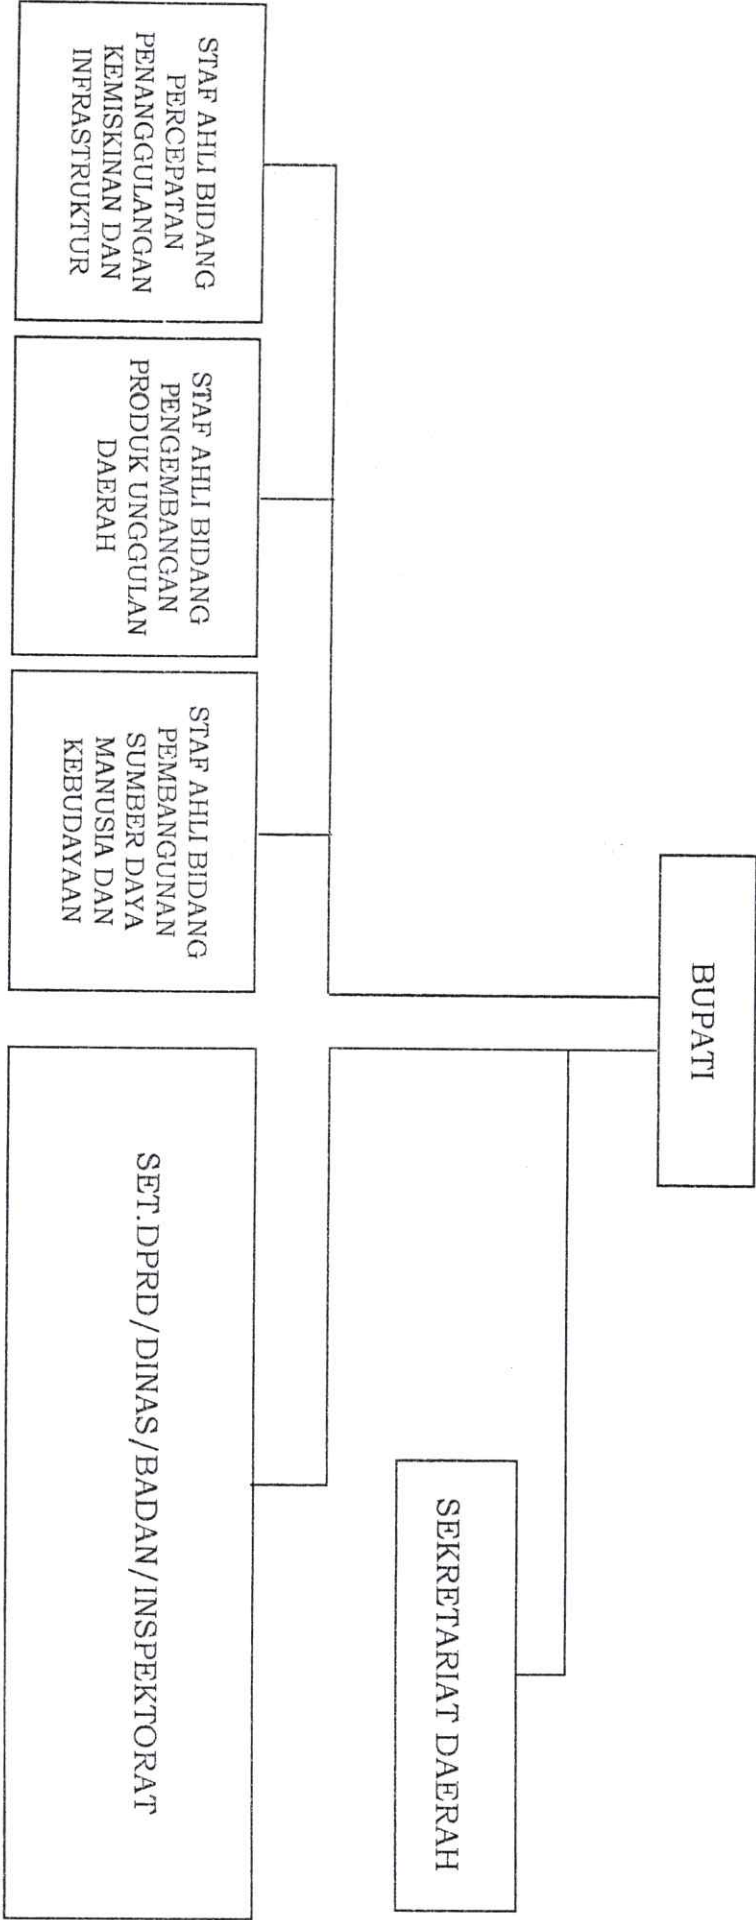 BUPATI
SEKRETARIAT DAERAH
STAF AHLI BIDANG
PERCEPATAN
PENANGGULANGAN
KEMISKINAN DAN
INFRASTRUKTUR
STAF AHLI BIDANG
PENGEMBANGAN
PRODUK UNGGULAN
DAERAH
STAF AHLI BIDANG
PEMBANGUNAN
SUMBER DAYA
MANUSIA DAN
KEBUDAYAAN
SET.DPRD/DINAS/BADAN/INSPEKTORAT